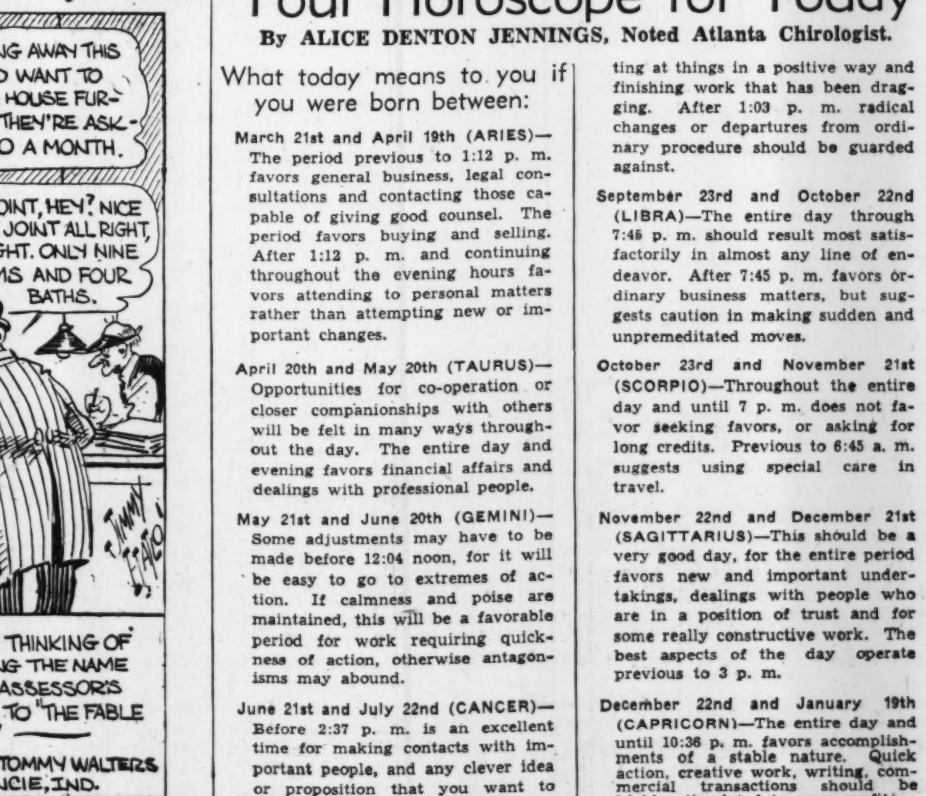 NG AWAY THIS
WANT TO
HOUSE FUR-
THEY'RE ASK-
O A MONTH.
OINT, HEY? NICE
JOINT ALL RIGHT,
GHT. ONLY NINE
MS AND FOUR
BATHS.
JIMMY
HATLO
THINKING OF
NG THE NAME
ASSESSOR'S
TO "THE FABLE
TOMMY WALTERS
NCIE, IND.
Your Horoscope for Today
By ALICE DENTON JENNINGS, Noted Atlanta Chirologist.
What today means to you if
you were born between:
March 21st and April 19th (ARIES)—
The period previous to 1:12 p. m.
favors general business, legal con-
sultations and contacting those ca-
pable of giving good counsel. The
period favors buying and selling.
After 1:12 p. m. and continuing
throughout the evening hours fa-
vors attending to personal matters
rather than attempting new or im-
portant changes.
April 20th and May 20th (TAURUS)—
Opportunities for co-operation or
closer companionships with others
will be felt in many ways through-
out the day. The entire day and
evening favors financial affairs and
dealings with professional people.
May 21st and June 20th (GEMINI)—
Some adjustments may have to be
made before 12:04 noon, for it will
be easy to go to extremes of ac-
tion. If calmness and poise are
maintained, this will be a favorable
period for work requiring quick-
ness of action, otherwise antagon-
isms may abound.
June 21st and July 22nd (CANCER)—
Before 2:37 p. m. is an excellent
time for making contacts with im-
portant people, and any clever idea
or proposition that you want to
ting at things in a positive way and
finishing work that has been drag-
ging. After 1:03 p. m. radical
changes or departures from ordi-
nary procedure should be guarded
against.
September 23rd and October 22nd
(LIBRA)—The entire day through
7:45 p. m. should result most satis-
factorily in almost any line of en-
deavor. After 7:45 p. m. favors or-
dinary business matters, but sug-
gests caution in making sudden and
unpremeditated moves.
October 23rd and November 21st
(SCORPIO)—Throughout the entire
day and until 7 p. m. does not fa-
vor seeking favors, or asking for
long credits. Previous to 6:45 a. m.
suggests using special care in
travel.
November 22nd and December 21st
(SAGITTARIUS)—This should be a
very good day, for the entire period
favors new and important under-
takings, dealings with people who
are in a position of trust and for
some really constructive work. The
best aspects of the day operate
previous to 3 p. m.
December 22nd and January 19th
(CAPRICORN)—The entire day and
until 10:36 p. m. favors accomplish-
ments of a stable nature. Quick
action, creative work, writing, com-
mercial transactions should be